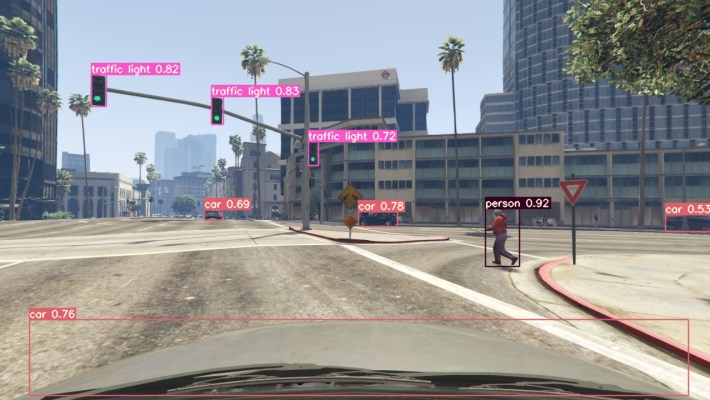 traffic light 0.82
traffic light 0.83
traffic light 0.72
car 0.69
car 0.78
person 0.92
car 0.53
car 0.76